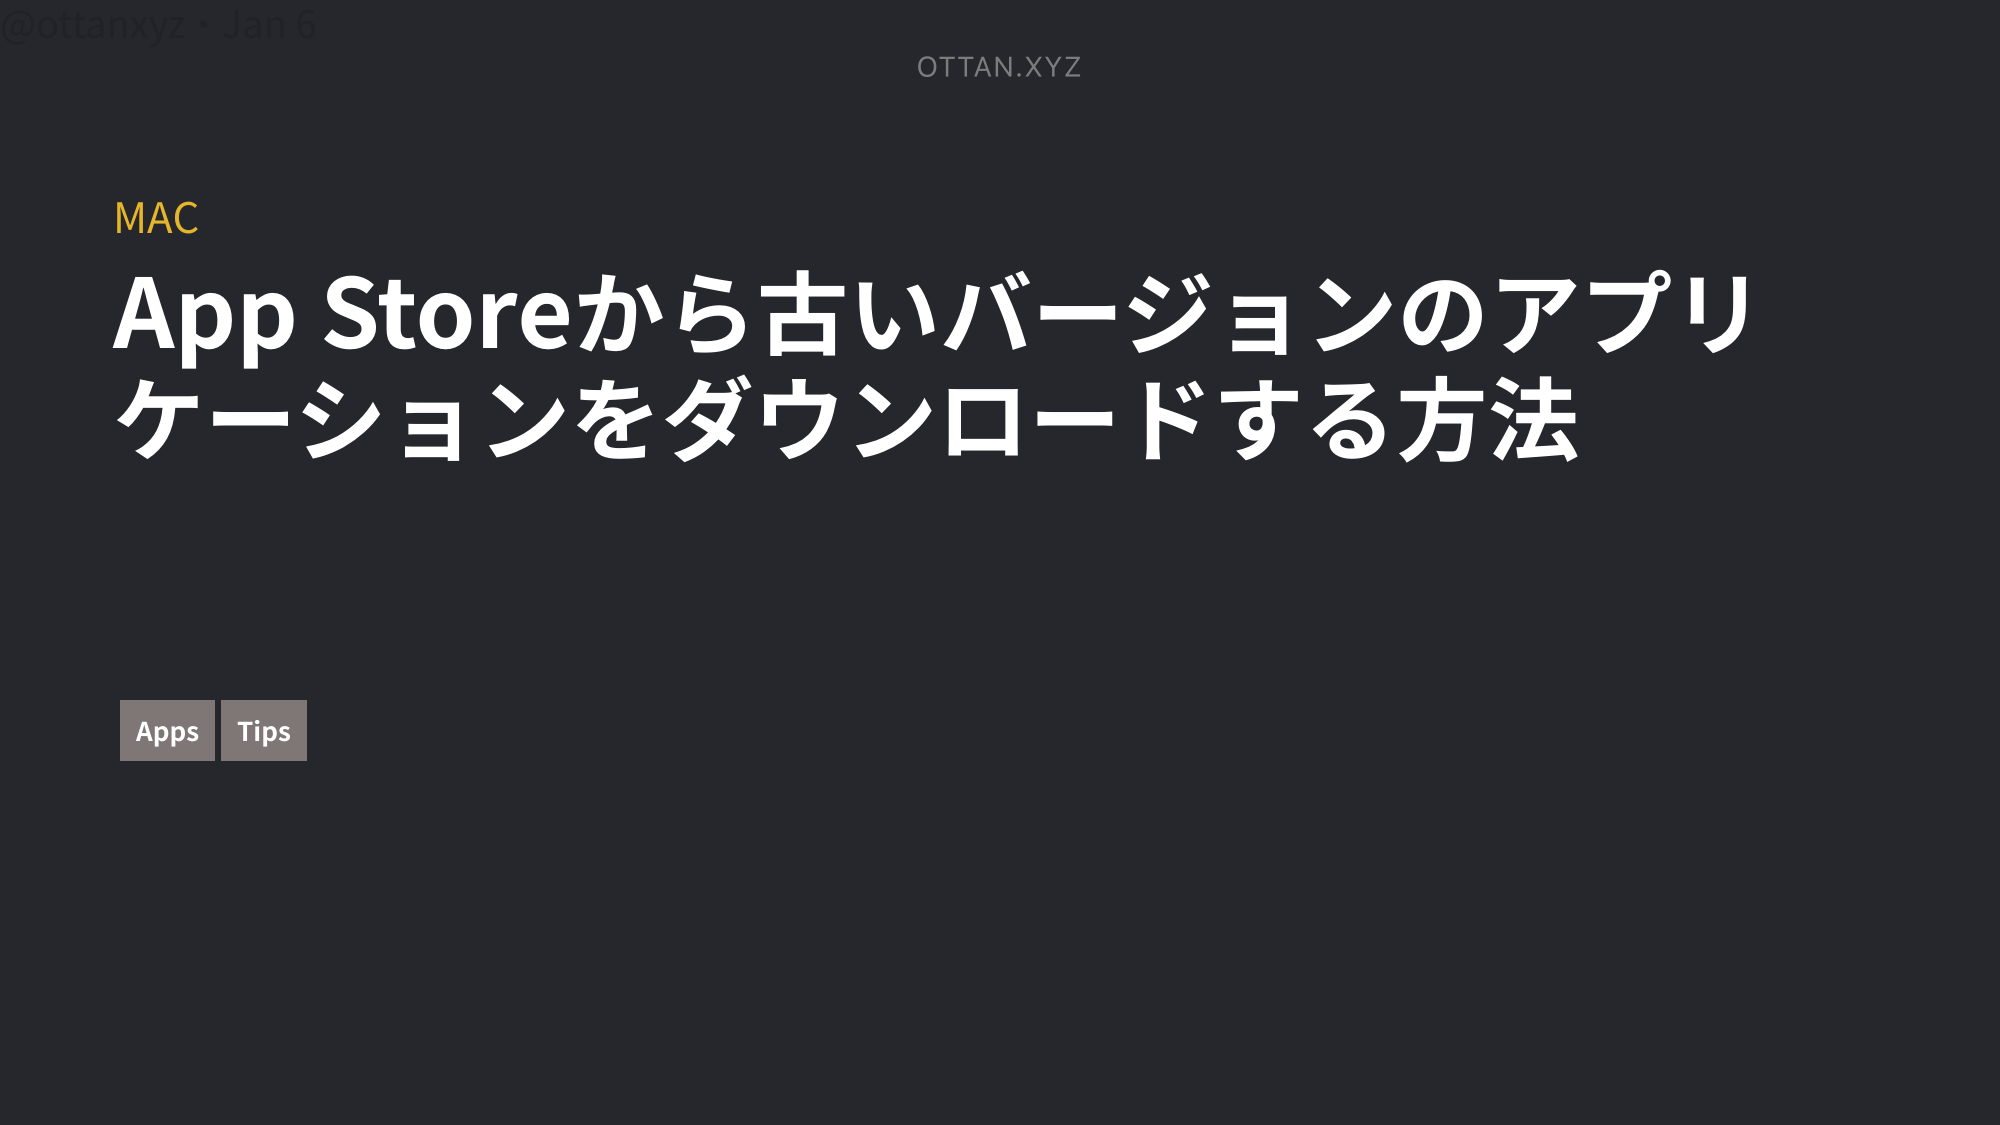 @ottanxyz・Jan 6
OTTAN.XYZ
MAC
App Storeから古いバージョンのアプリ
ケーションをダウンロードする方法
Apps Tips